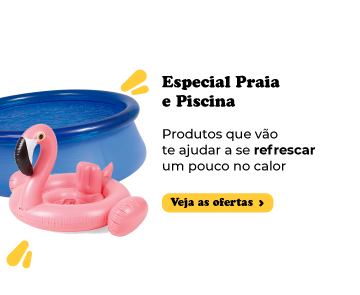 Especial Praia
e Piscina
Produtos que vão
te ajudar a se refrescar
um pouco no calor
Veja as ofertas ›